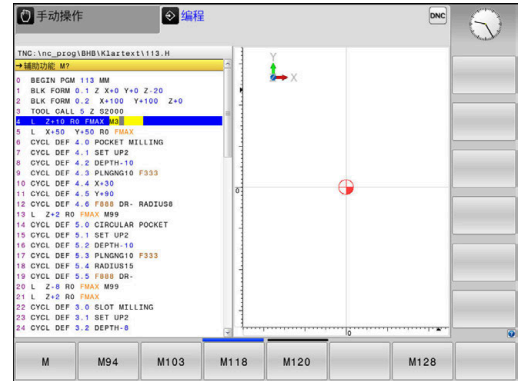 手动操作
编程
DNC
TNC:\nc_prog\BHB\Klartext\113.H
→辅助功能 M?
0 BEGIN PGM 113 MM
1 BLK FORM 0.1 Z X+0 Y+0 Z-20
2 BLK FORM 0.2 X+100 Y+100 Z+0
3 TOOL CALL 5 Z S2000
4 L Z+10 R0 FMAX M3
5 L X+50 Y+50 R0 FMAX
6 CYCL DEF 4.0 POCKET MILLING
7 CYCL DEF 4.1 SET UP2
8 CYCL DEF 4.2 DEPTH-10
9 CYCL DEF 4.3 PLNGNG10 F333
10 CYCL DEF 4.4 X+30
11 CYCL DEF 4.5 Y+90
12 CYCL DEF 4.6 F888 DR- RADIUS8
13 L Z+2 R0 FMAX M99
14 CYCL DEF 5.0 CIRCULAR POCKET
15 CYCL DEF 5.1 SET UP2
16 CYCL DEF 5.2 DEPTH-10
17 CYCL DEF 5.3 PLNGNG10 F333
18 CYCL DEF 5.4 RADIUS15
19 CYCL DEF 5.5 F888 DR-
20 L Z-8 R0 FMAX M99
21 L Z+2 R0 FMAX
22 CYCL DEF 3.0 SLOT MILLING
23 CYCL DEF 3.1 SET UP2
24 CYCL DEF 3.2 DEPTH-8
Y
X
0
0
M M94 M103 M118 M120 M128